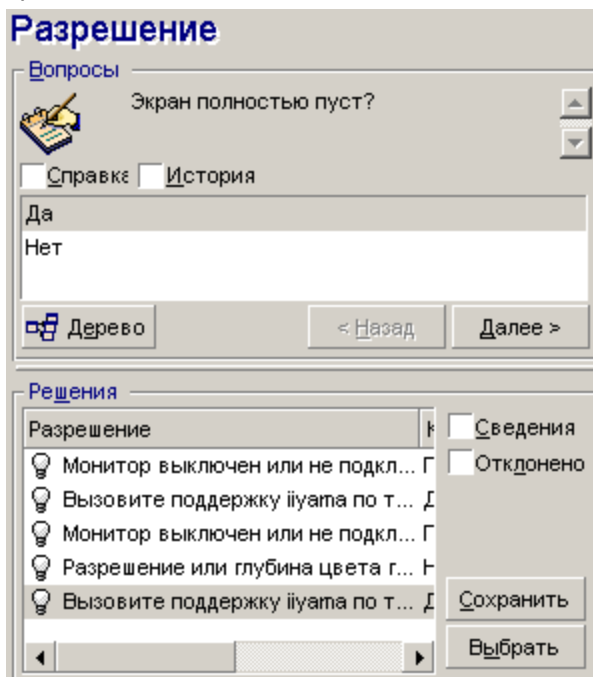 Разрешение
Вопросы
Экран полностью пуст?
Справка История
Да
Нет
Дерево < Назад Далее >
Решения
Разрешение
Сведения
Отклонено
Монитор выключен или не подкл...
Вызовите поддержку iiyama по т...
Монитор выключен или не подкл...
Разрешение или глубина цвета г...
Вызовите поддержку iiyama по т...
Сохранить
Выбрать